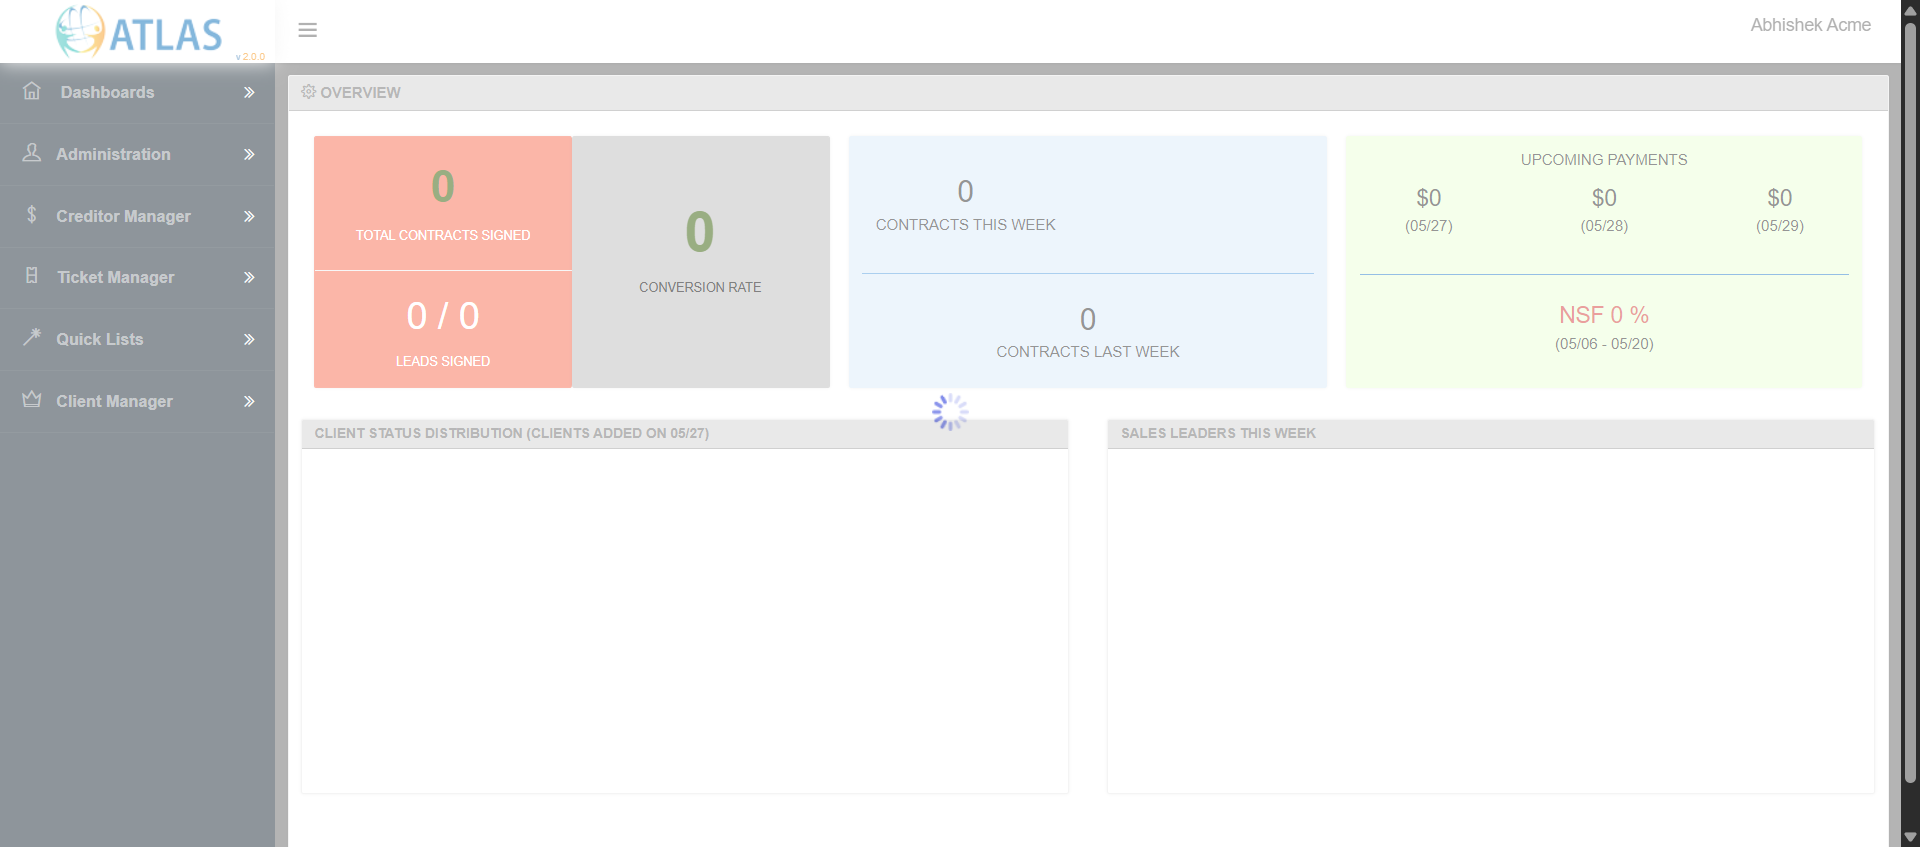 ATLAS
v 2.0.0
Abhishek Acme
Dashboards
Administration
Creditor Manager
Ticket Manager
Quick Lists
Client Manager
OVERVIEW
0
TOTAL CONTRACTS SIGNED
0 / 0
LEADS SIGNED
0
CONVERSION RATE
0
CONTRACTS THIS WEEK
0
CONTRACTS LAST WEEK
UPCOMING PAYMENTS
$0 $0 $0
(05/27) (05/28) (05/29)
NSF 0 %
(05/06 - 05/20)
CLIENT STATUS DISTRIBUTION (CLIENTS ADDED ON 05/27)
SALES LEADERS THIS WEEK